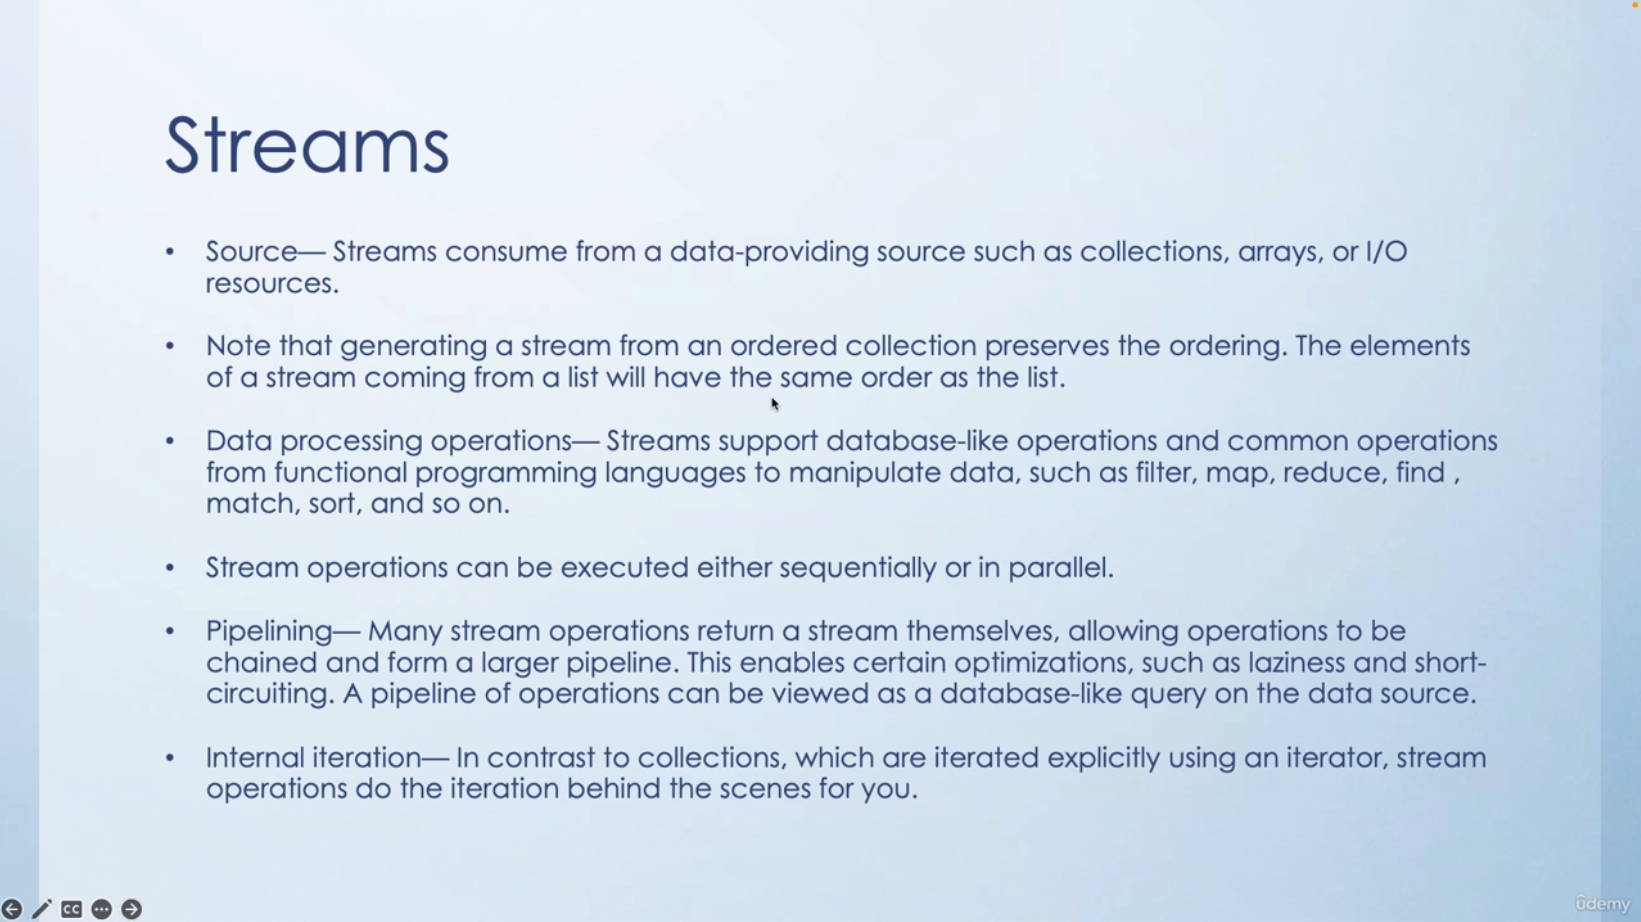 Streams
• Source— Streams consume from a data-providing source such as collections, arrays, or I/O
resources.
• Note that generating a stream from an ordered collection preserves the ordering. The elements
of a stream coming from a list will have the same order as the list.
• Data processing operations— Streams support database-like operations and common operations
from functional programming languages to manipulate data, such as filter, map, reduce, find ,
match, sort, and so on.
• Stream operations can be executed either sequentially or in parallel.
• Pipelining— Many stream operations return a stream themselves, allowing operations to be
chained and form a larger pipeline. This enables certain optimizations, such as laziness and short-
circuiting. A pipeline of operations can be viewed as a database-like query on the data source.
• Internal iteration— In contrast to collections, which are iterated explicitly using an iterator, stream
operations do the iteration behind the scenes for you.
CC
ûdemy